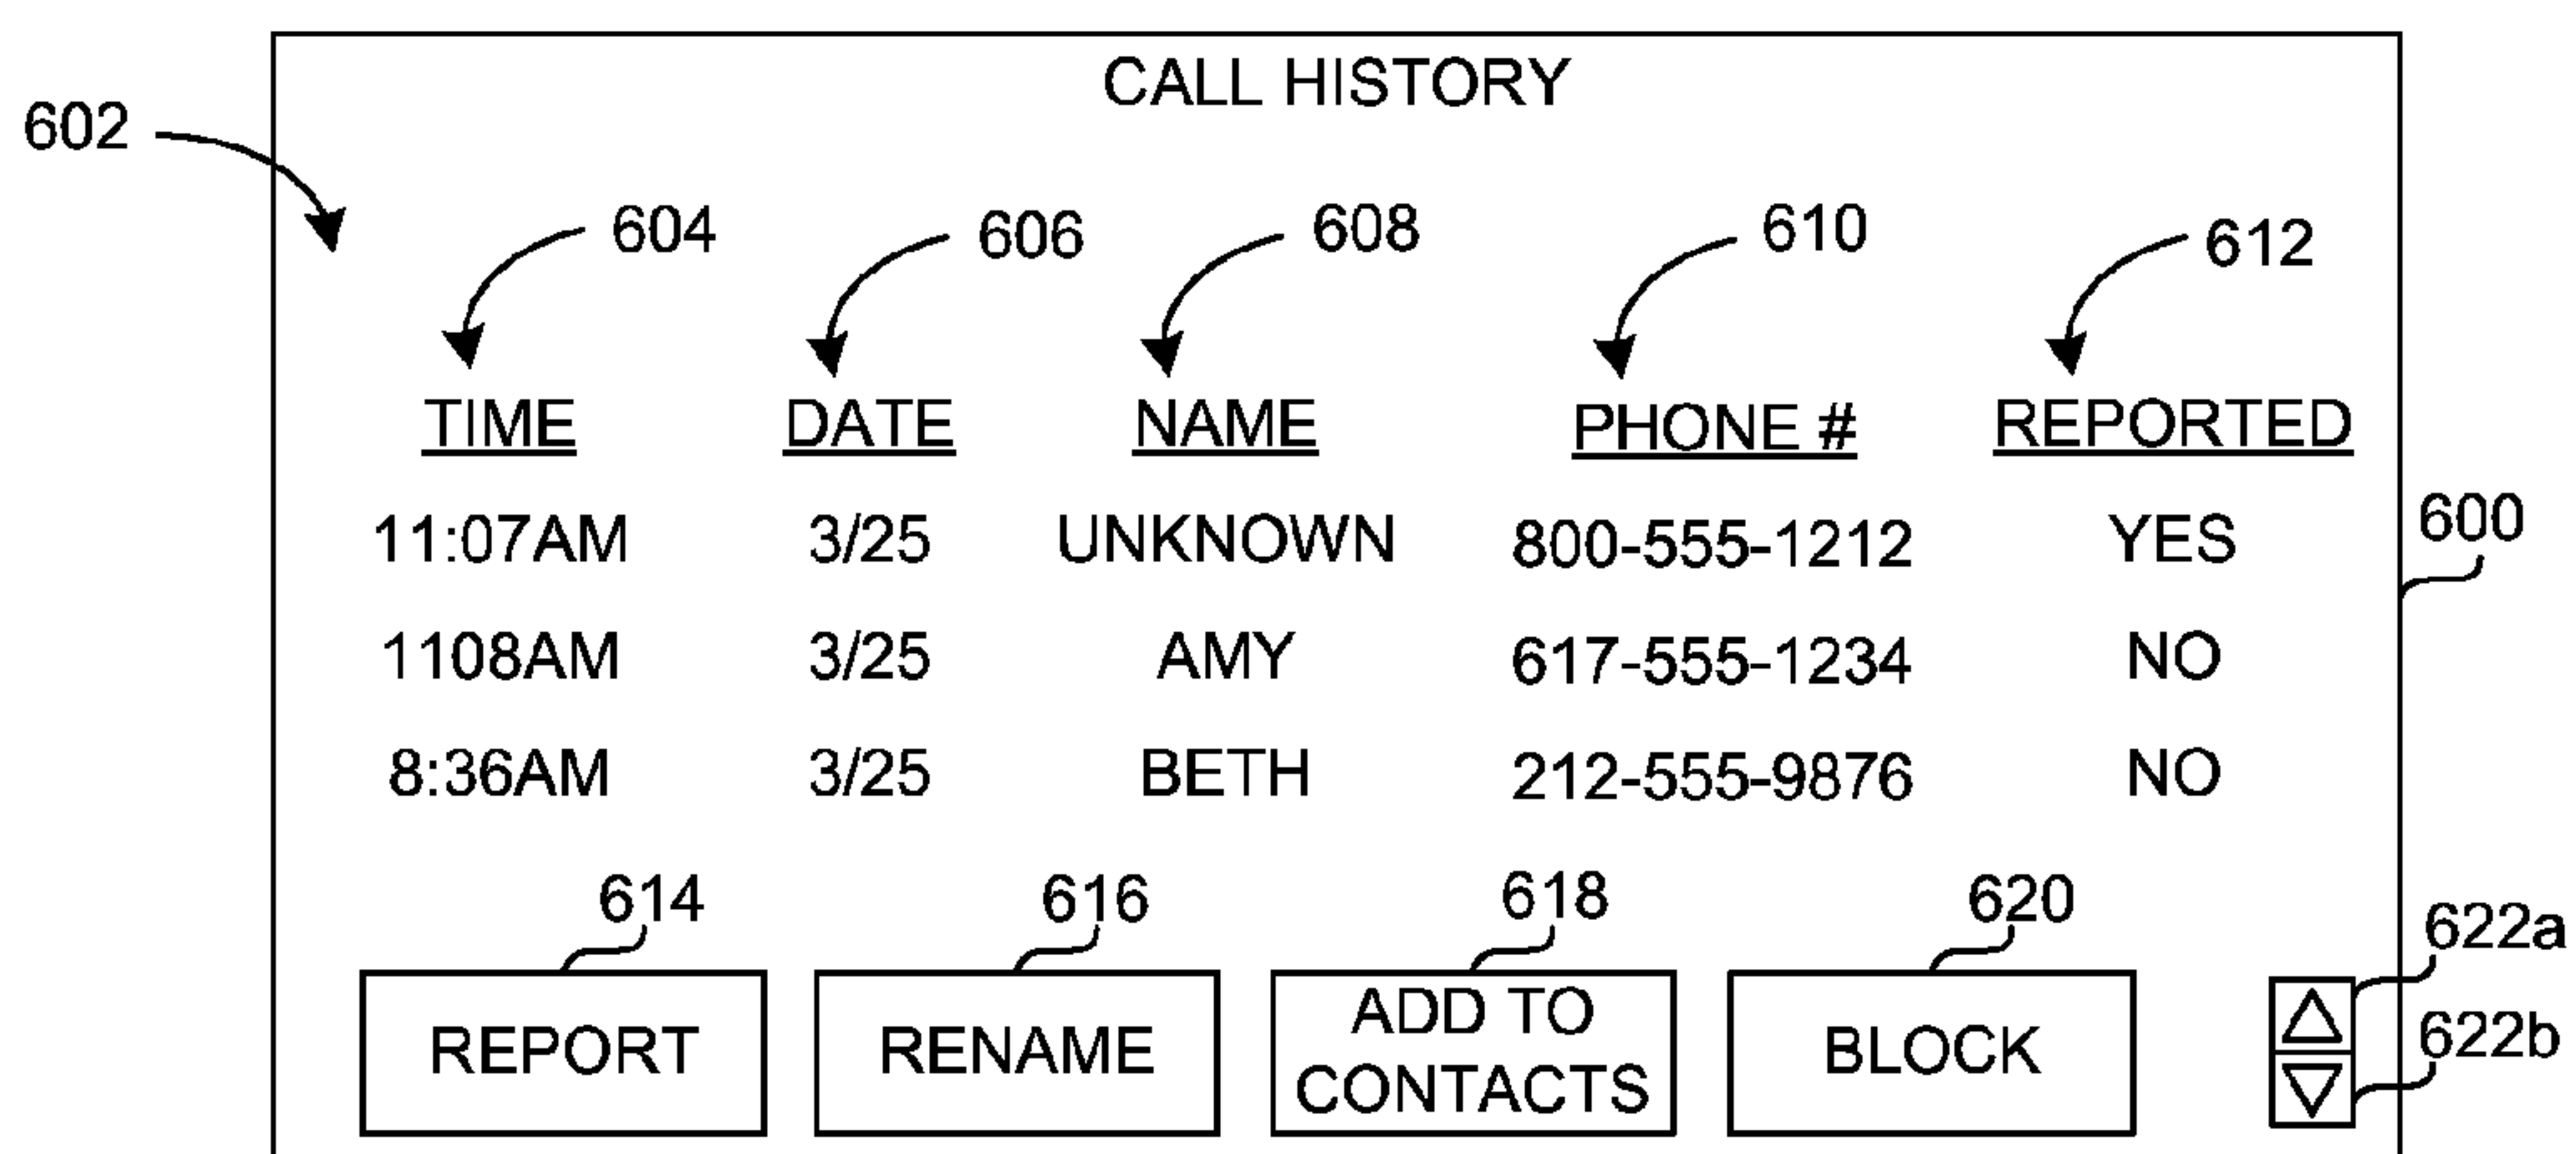 CALL HISTORY
602
604 606 608 610 612
TIME DATE NAME PHONE # REPORTED
11:07AM 3/25 UNKNOWN 800-555-1212 YES
600
1108AM 3/25 AMY 617-555-1234 NO
8:36AM 3/25 BETH 212-555-9876 NO
614 616 618 620 622a
REPORT RENAME ADD TO CONTACTS BLOCK 622b